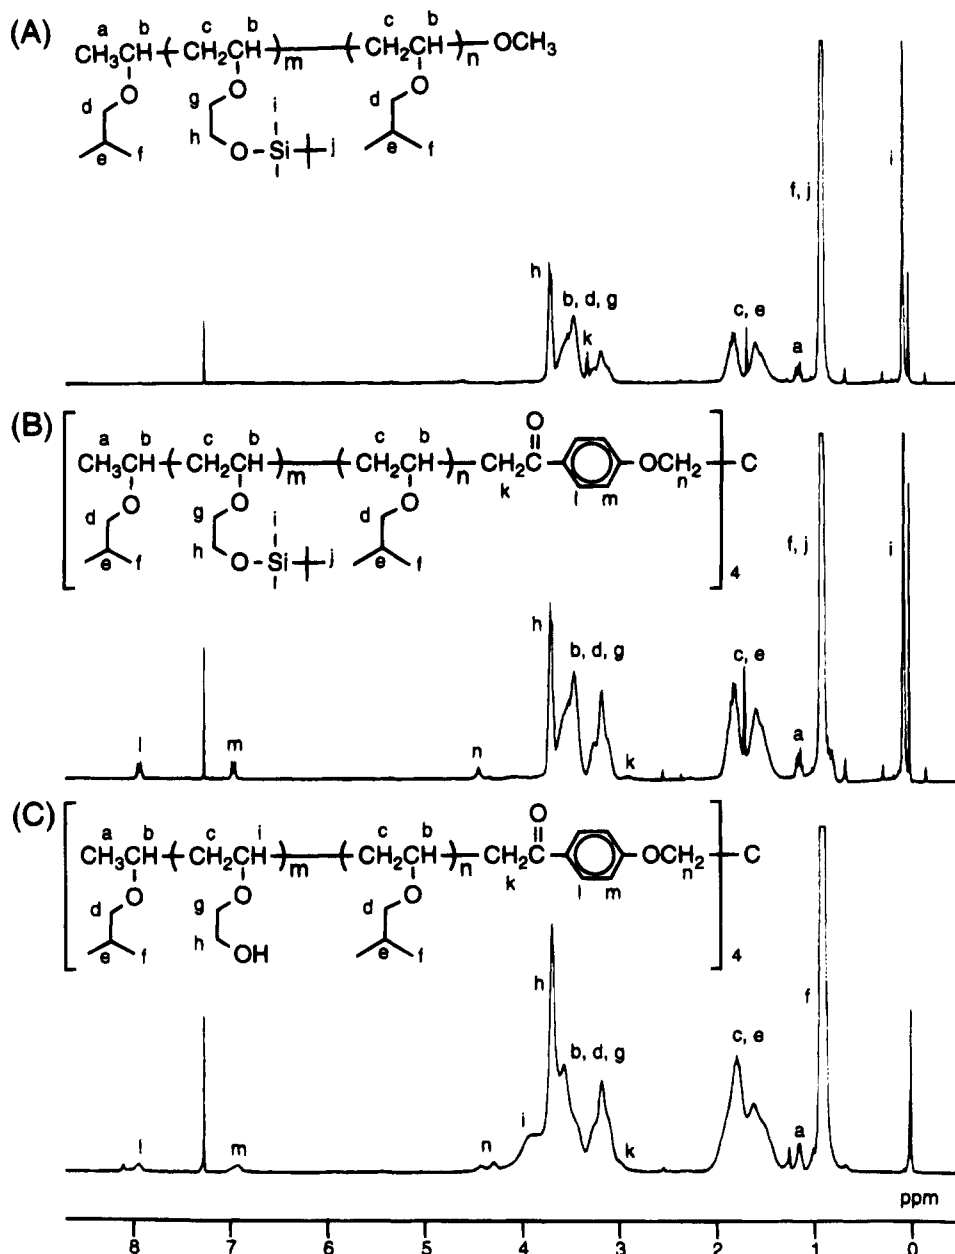 (A)
a b c b c b
CH3CH ( CH2CH )m ( CH2CH )n OCH3
O O O
d g i d
h O Si j
e f e f
f, j i
h
b, d, g
k
c, e
a
(B)
a b c b c b O
CH3CH ( CH2CH )m ( CH2CH )n CH2C OCH2 C
k l m n
O O O
d g i d
h O Si j
e f e f
4
f, j i
h
b, d, g
c, e
l m n k a
(C)
a b c i c b O
CH3CH ( CH2CH )m ( CH2CH )n CH2C OCH2 C
k l m n
O O O
d g d
h OH
e f e f
4
h f
b, d, g
c, e
i
l m n k a
ppm
8 7 6 5 4 3 2 1 0